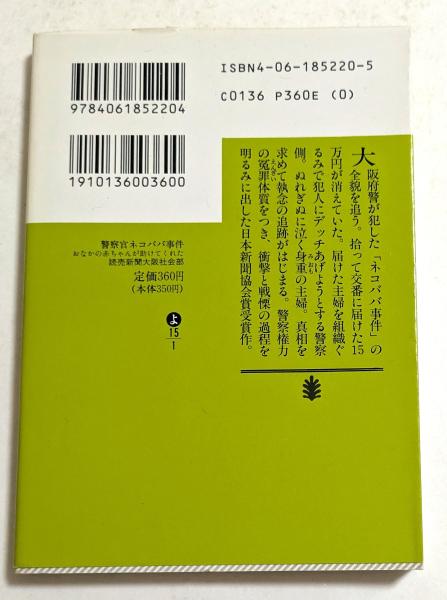 9784061852204
1910136003600
ISBN4-06-185220-5
C0136 P360E (0)
大阪府警が犯した「ネコババ事件」の
全貌を追う。拾って交番に届けた15
万円が消えていた。届けた主婦を組織ぐ
るみで犯人にデッチあげようとする警察
側。ぬれぎぬに泣く身重の主婦。真相を
みおも
求めて執念の追跡がはじまる。警察権力
の冤罪体質をつき、衝撃と戦慄の過程を
えんざい
明るみに出した日本新聞協会賞受賞作。
警察官ネコババ事件
おなかの赤ちゃんが助けてくれた
読売新聞大阪社会部
定価360円
(本体350円)
よ
15
1